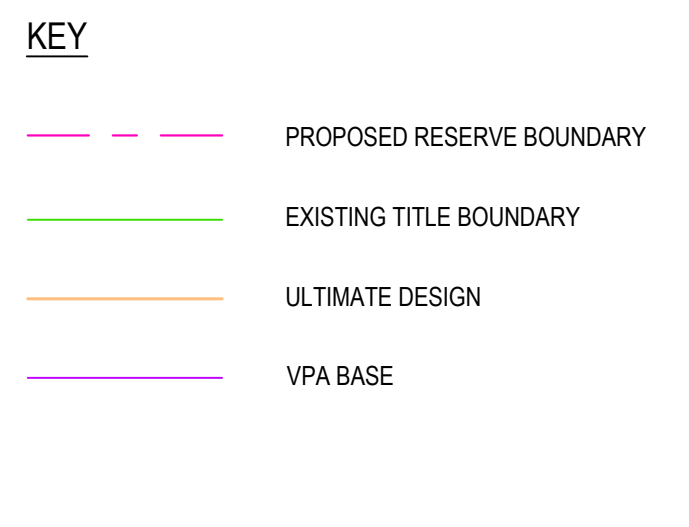 KEY
PROPOSED RESERVE BOUNDARY
EXISTING TITLE BOUNDARY
ULTIMATE DESIGN
VPA BASE